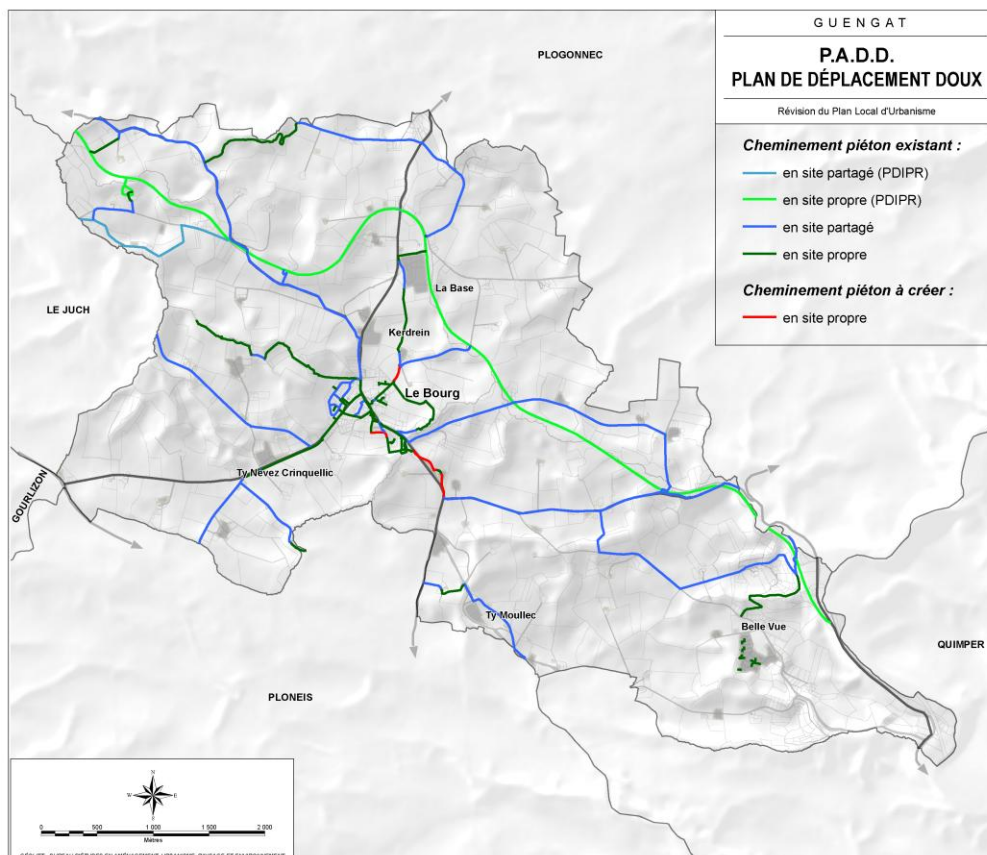 GUENGAT
P.A.D.D.
PLAN DE DÉPLACEMENT DOUX
Révision du Plan Local d'Urbanisme
Cheminement piéton existant :
en site partagé (PDIPR)
en site propre (PDIPR)
en site partagé
en site propre
Cheminement piéton à créer :
en site propre
PLOGONNEC
LE JUCH
La Base
Kerdrein
Le Bourg
Ty Nevez Crinquellic
GOURLIZON
Ty Moullec
Belle Vue
QUIMPER
PLONEIS
N
W E
S
0 500 1 000 1 500 2 000
Mètres